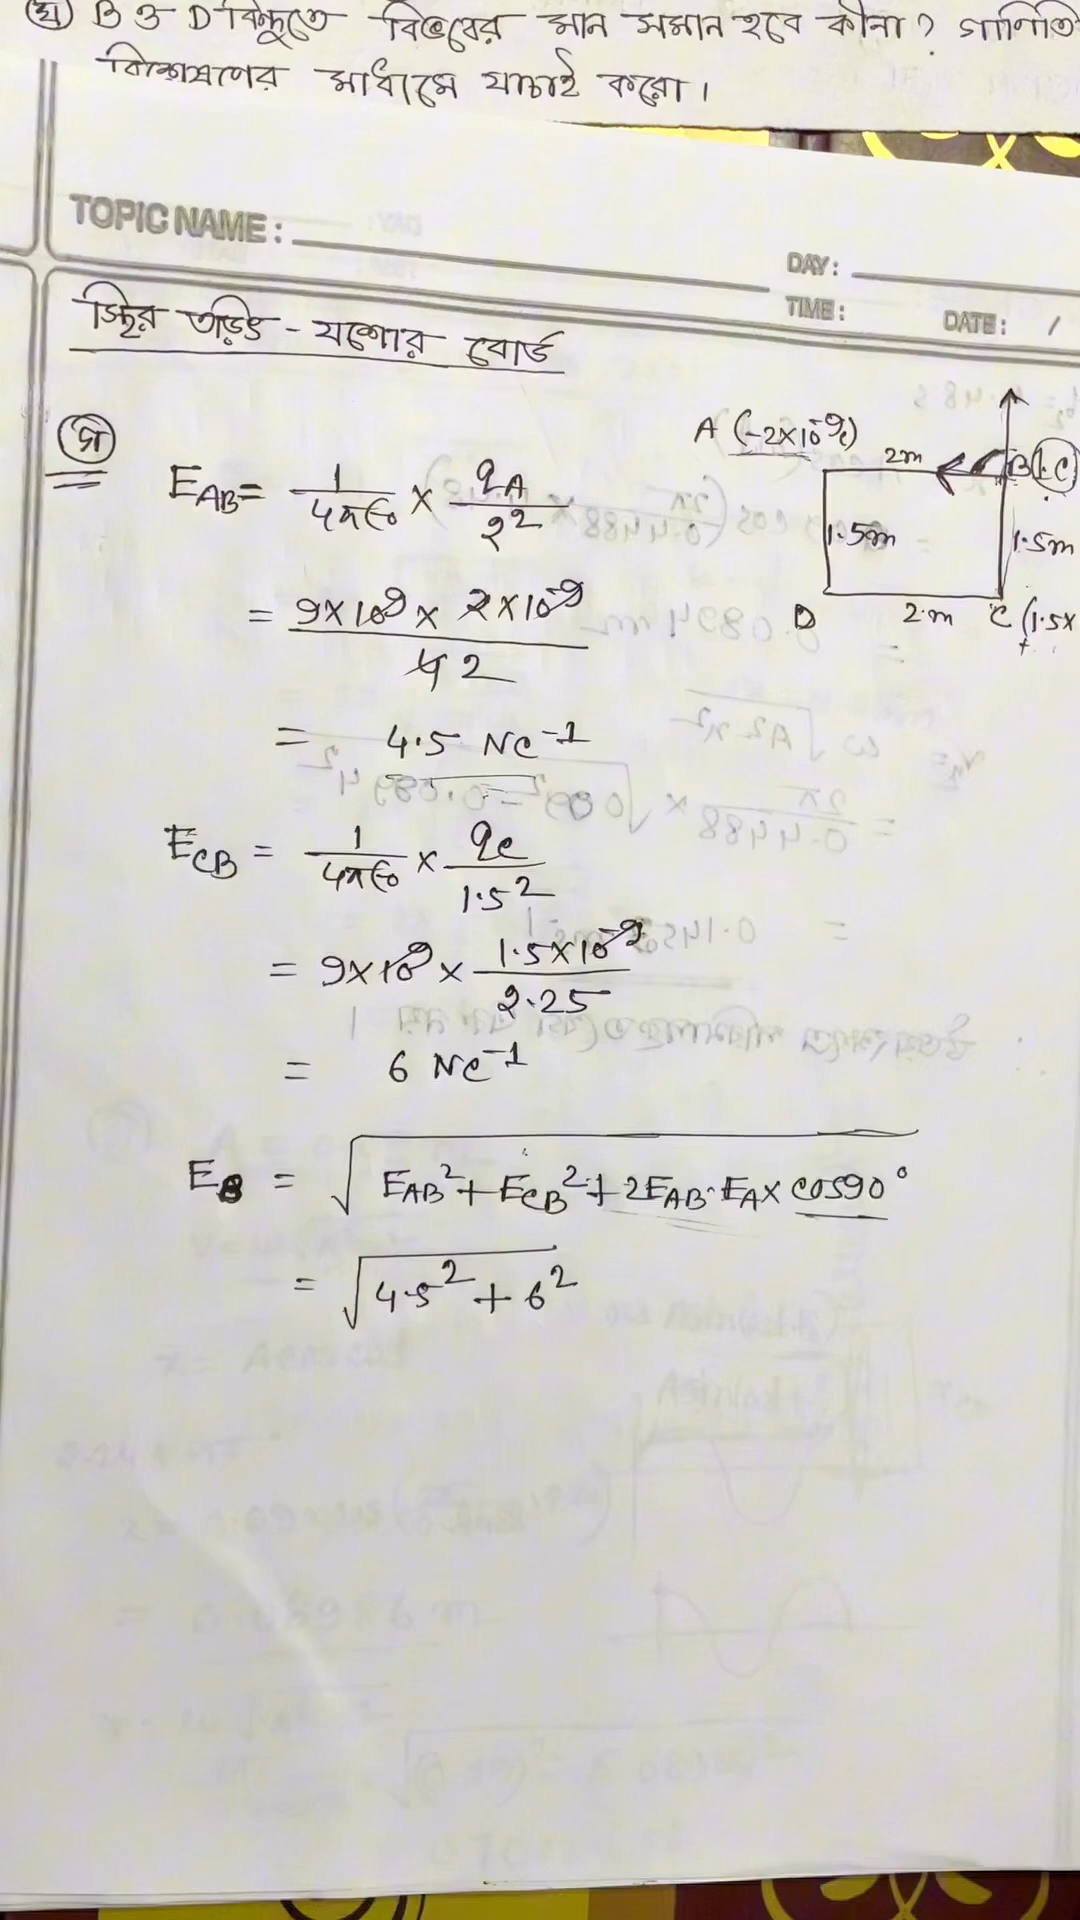 ঘ) B ও D বিন্দুতে বিভবের মান সমান হবে কীনা? গাণিতি
বিশ্লেষণের মাধ্যমে যাচাই করো।
TOPIC NAME :
DAY :
TIME :
DATE : /
স্থির তড়িৎ - যশোর বোর্ড
গ
A (-2×10⁻⁹C)
2m
B(1C)
1.5m
1.5m
D
2m
C (1.5×
+
E_AB = 1/4πε₀ × q_A/2²
= 9×10⁹ × 2×10⁻⁹ / 4 2
= 4.5 NC⁻¹
E_CB = 1/4πε₀ × q_C/1.5²
= 9×10⁹ × 1.5×10⁻⁹/2.25
= 6 NC⁻¹
E_B = √(E_AB² + E_CB² + 2E_AB·E_A × cos90°
= √(4.5² + 6²